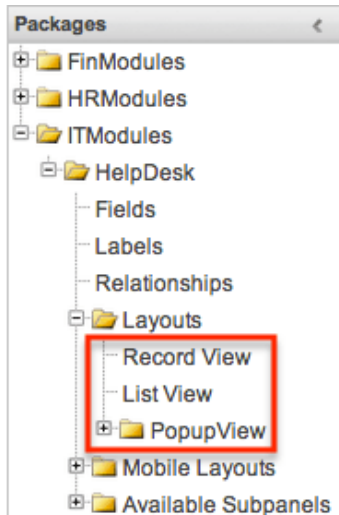 Packages
FinModules
HRModules
ITModules
HelpDesk
Fields
Labels
Relationships
Layouts
Record View
List View
PopupView
Mobile Layouts
Available Subpanels